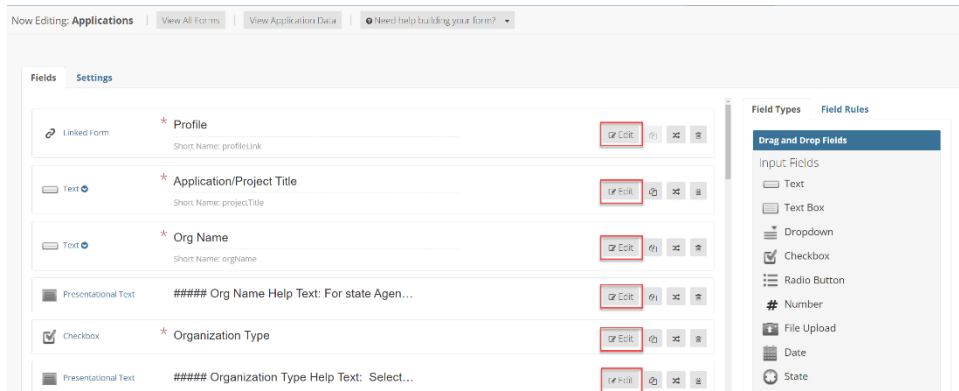 Now Editing: Applications View All Forms View Application Data Need help building your form?
Fields Settings
Linked Form * Profile Edit
Short Name: profileLink
Text * Application/Project Title Edit
Short Name: projectTitle
Text * Org Name Edit
Short Name: orgName
Presentational Text ##### Org Name Help Text: For state Agen... Edit
Checkbox * Organization Type Edit
Presentational Text ##### Organization Type Help Text: Select... Edit
Field Types Field Rules
Drag and Drop Fields
Input Fields
Text
Text Box
Dropdown
Checkbox
Radio Button
# Number
File Upload
Date
State